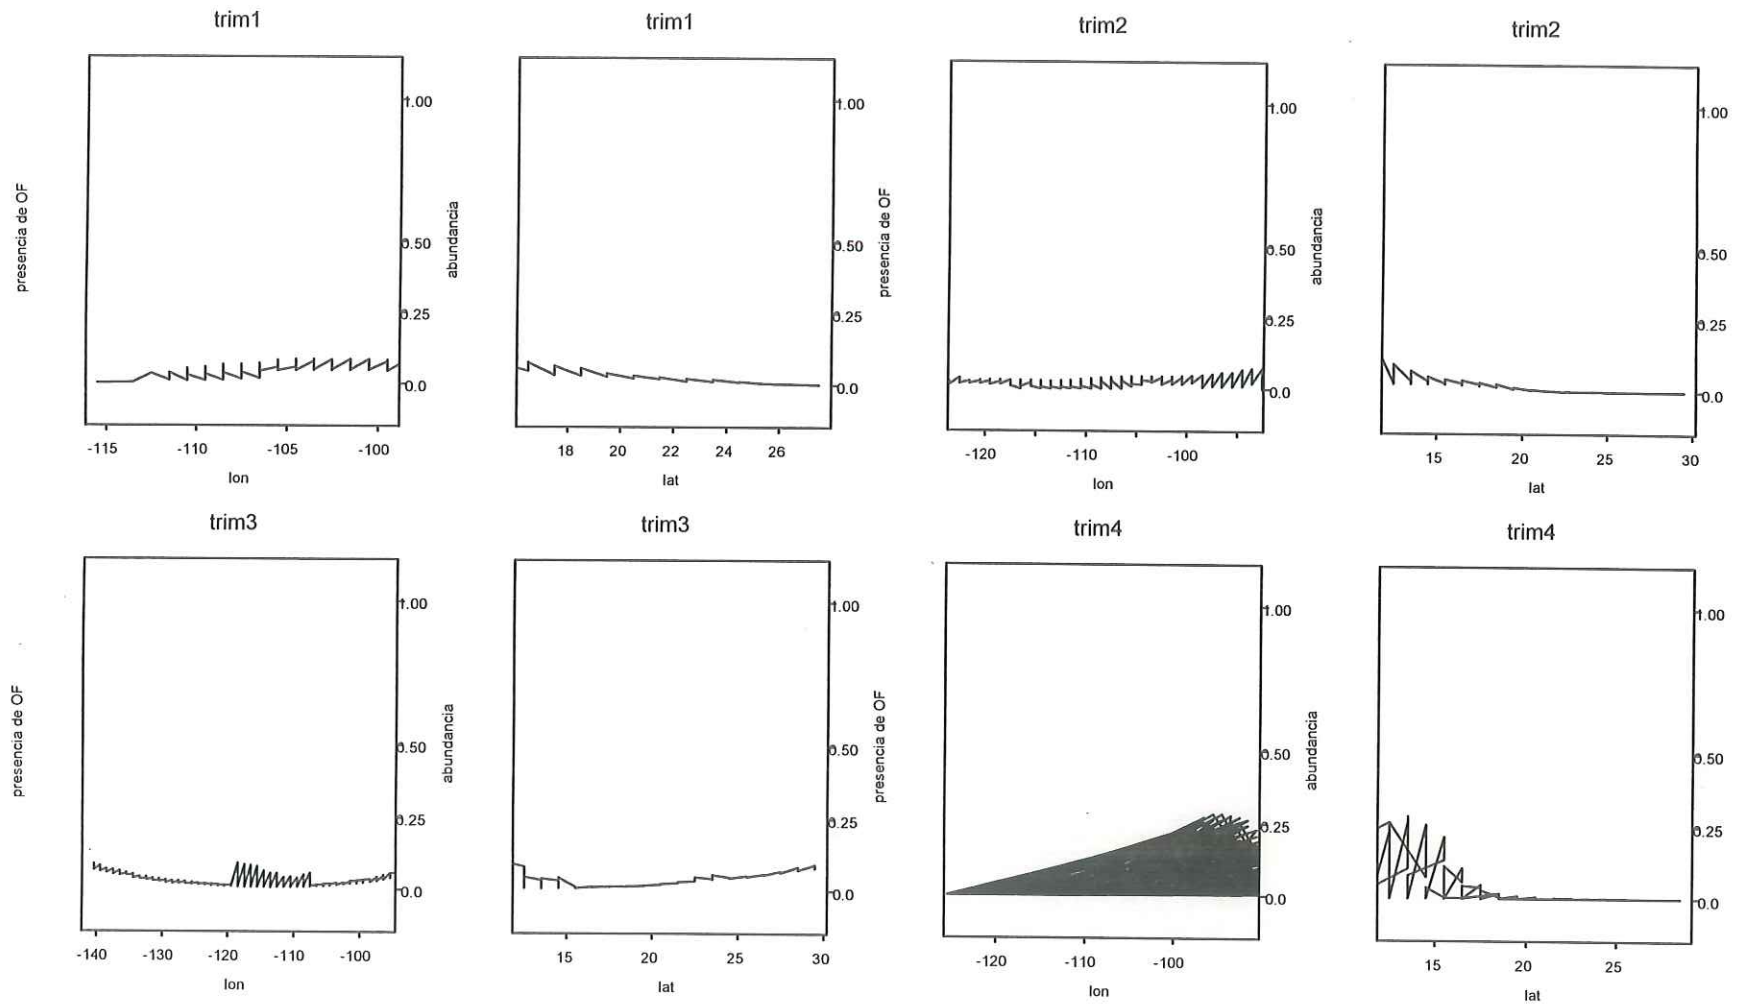 trim1
trim1
trim2
trim2
presencia de OF
1.00
0.50
0.25
0.0
abundancia
1.00
0.50
0.25
0.0
presencia de OF
1.00
0.50
0.25
0.0
abundancia
1.00
0.50
0.25
0.0
-115 -110 -105 -100
18 20 22 24 26
-120 -110 -100
15 20 25 30
lon
lat
lon
lat
trim3
trim3
trim4
trim4
presencia de OF
1.00
0.50
0.25
0.0
abundancia
1.00
0.50
0.25
0.0
presencia de OF
1.00
0.50
0.25
0.0
abundancia
1.00
0.50
0.25
0.0
-140 -130 -120 -110 -100
15 20 25 30
-120 -110 -100
15 20 25
lon
lat
lon
lat